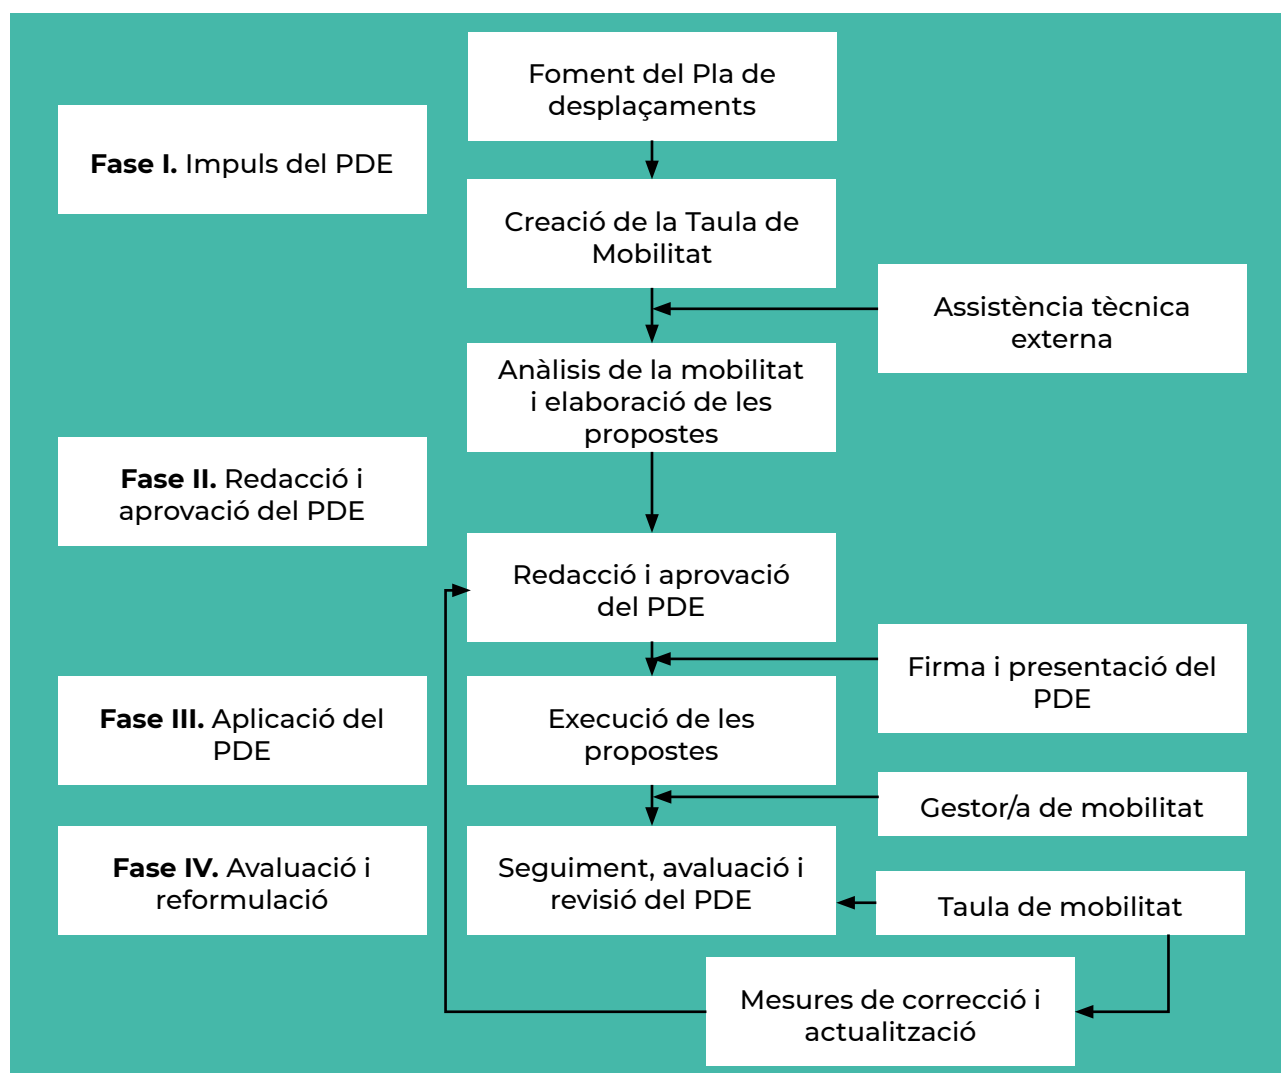 Foment del Pla de
desplaçaments
Fase I. Impuls del PDE
Creació de la Taula de
Mobilitat
Assistència tècnica
externa
Anàlisis de la mobilitat
i elaboració de les
propostes
Fase II. Redacció i
aprovació del PDE
Redacció i aprovació
del PDE
Firma i presentació del
PDE
Fase III. Aplicació del
PDE
Execució de les
propostes
Gestor/a de mobilitat
Fase IV. Avaluació i
reformulació
Seguiment, avaluació i
revisió del PDE
Taula de mobilitat
Mesures de correcció i
actualització